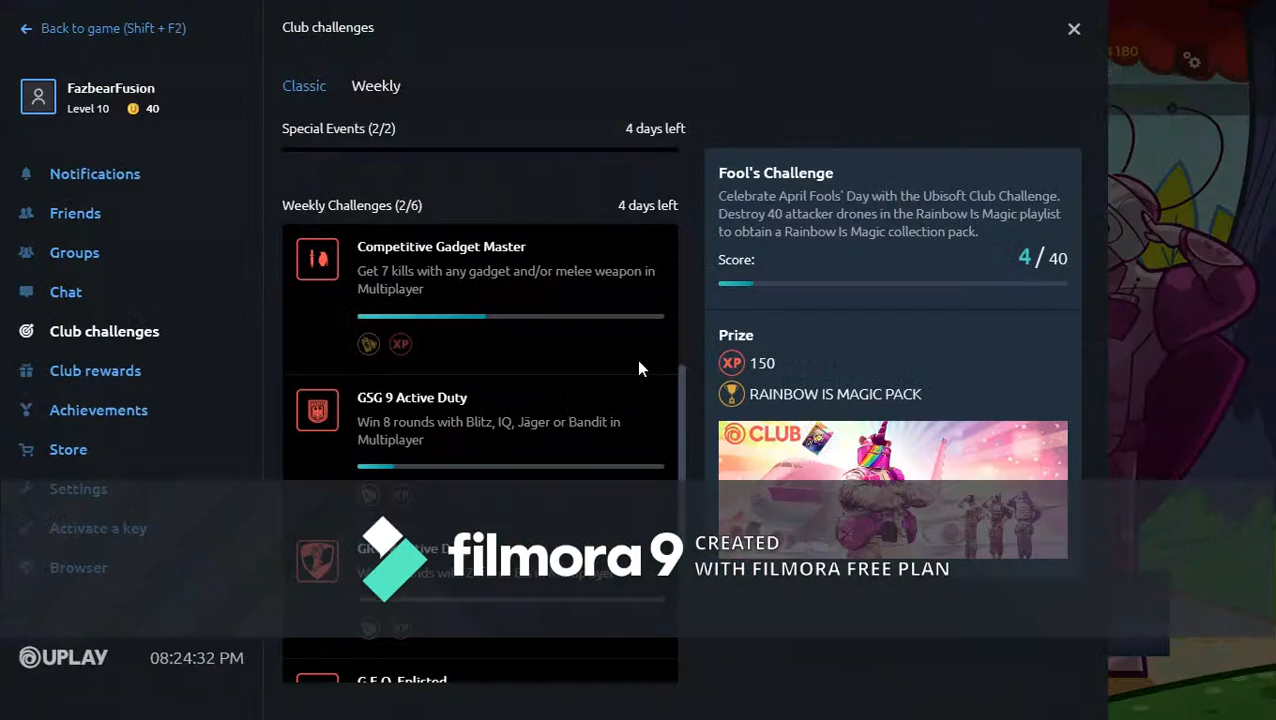 Back to game (Shift + F2)
FazbearFusion
Level 10 40
Notifications
Friends
Groups
Chat
Club challenges
Club rewards
Achievements
Store
Settings
Activate a key
Browser
UPLAY 08:24:32 PM
Club challenges
Classic Weekly
Special Events (2/2) 4 days left
Weekly Challenges (2/6) 4 days left
Competitive Gadget Master
Get 7 kills with any gadget and/or melee weapon in
Multiplayer
XP
GSG 9 Active Duty
Win 8 rounds with Blitz, IQ, Jäger or Bandit in
Multiplayer
G.E.O. Enlisted
Fool's Challenge
Celebrate April Fools' Day with the Ubisoft Club Challenge.
Destroy 40 attacker drones in the Rainbow Is Magic playlist
to obtain a Rainbow Is Magic collection pack.
Score: 4 / 40
Prize
XP 150
RAINBOW IS MAGIC PACK
CLUB
filmora9 CREATED
WITH FILMORA FREE PLAN
4180